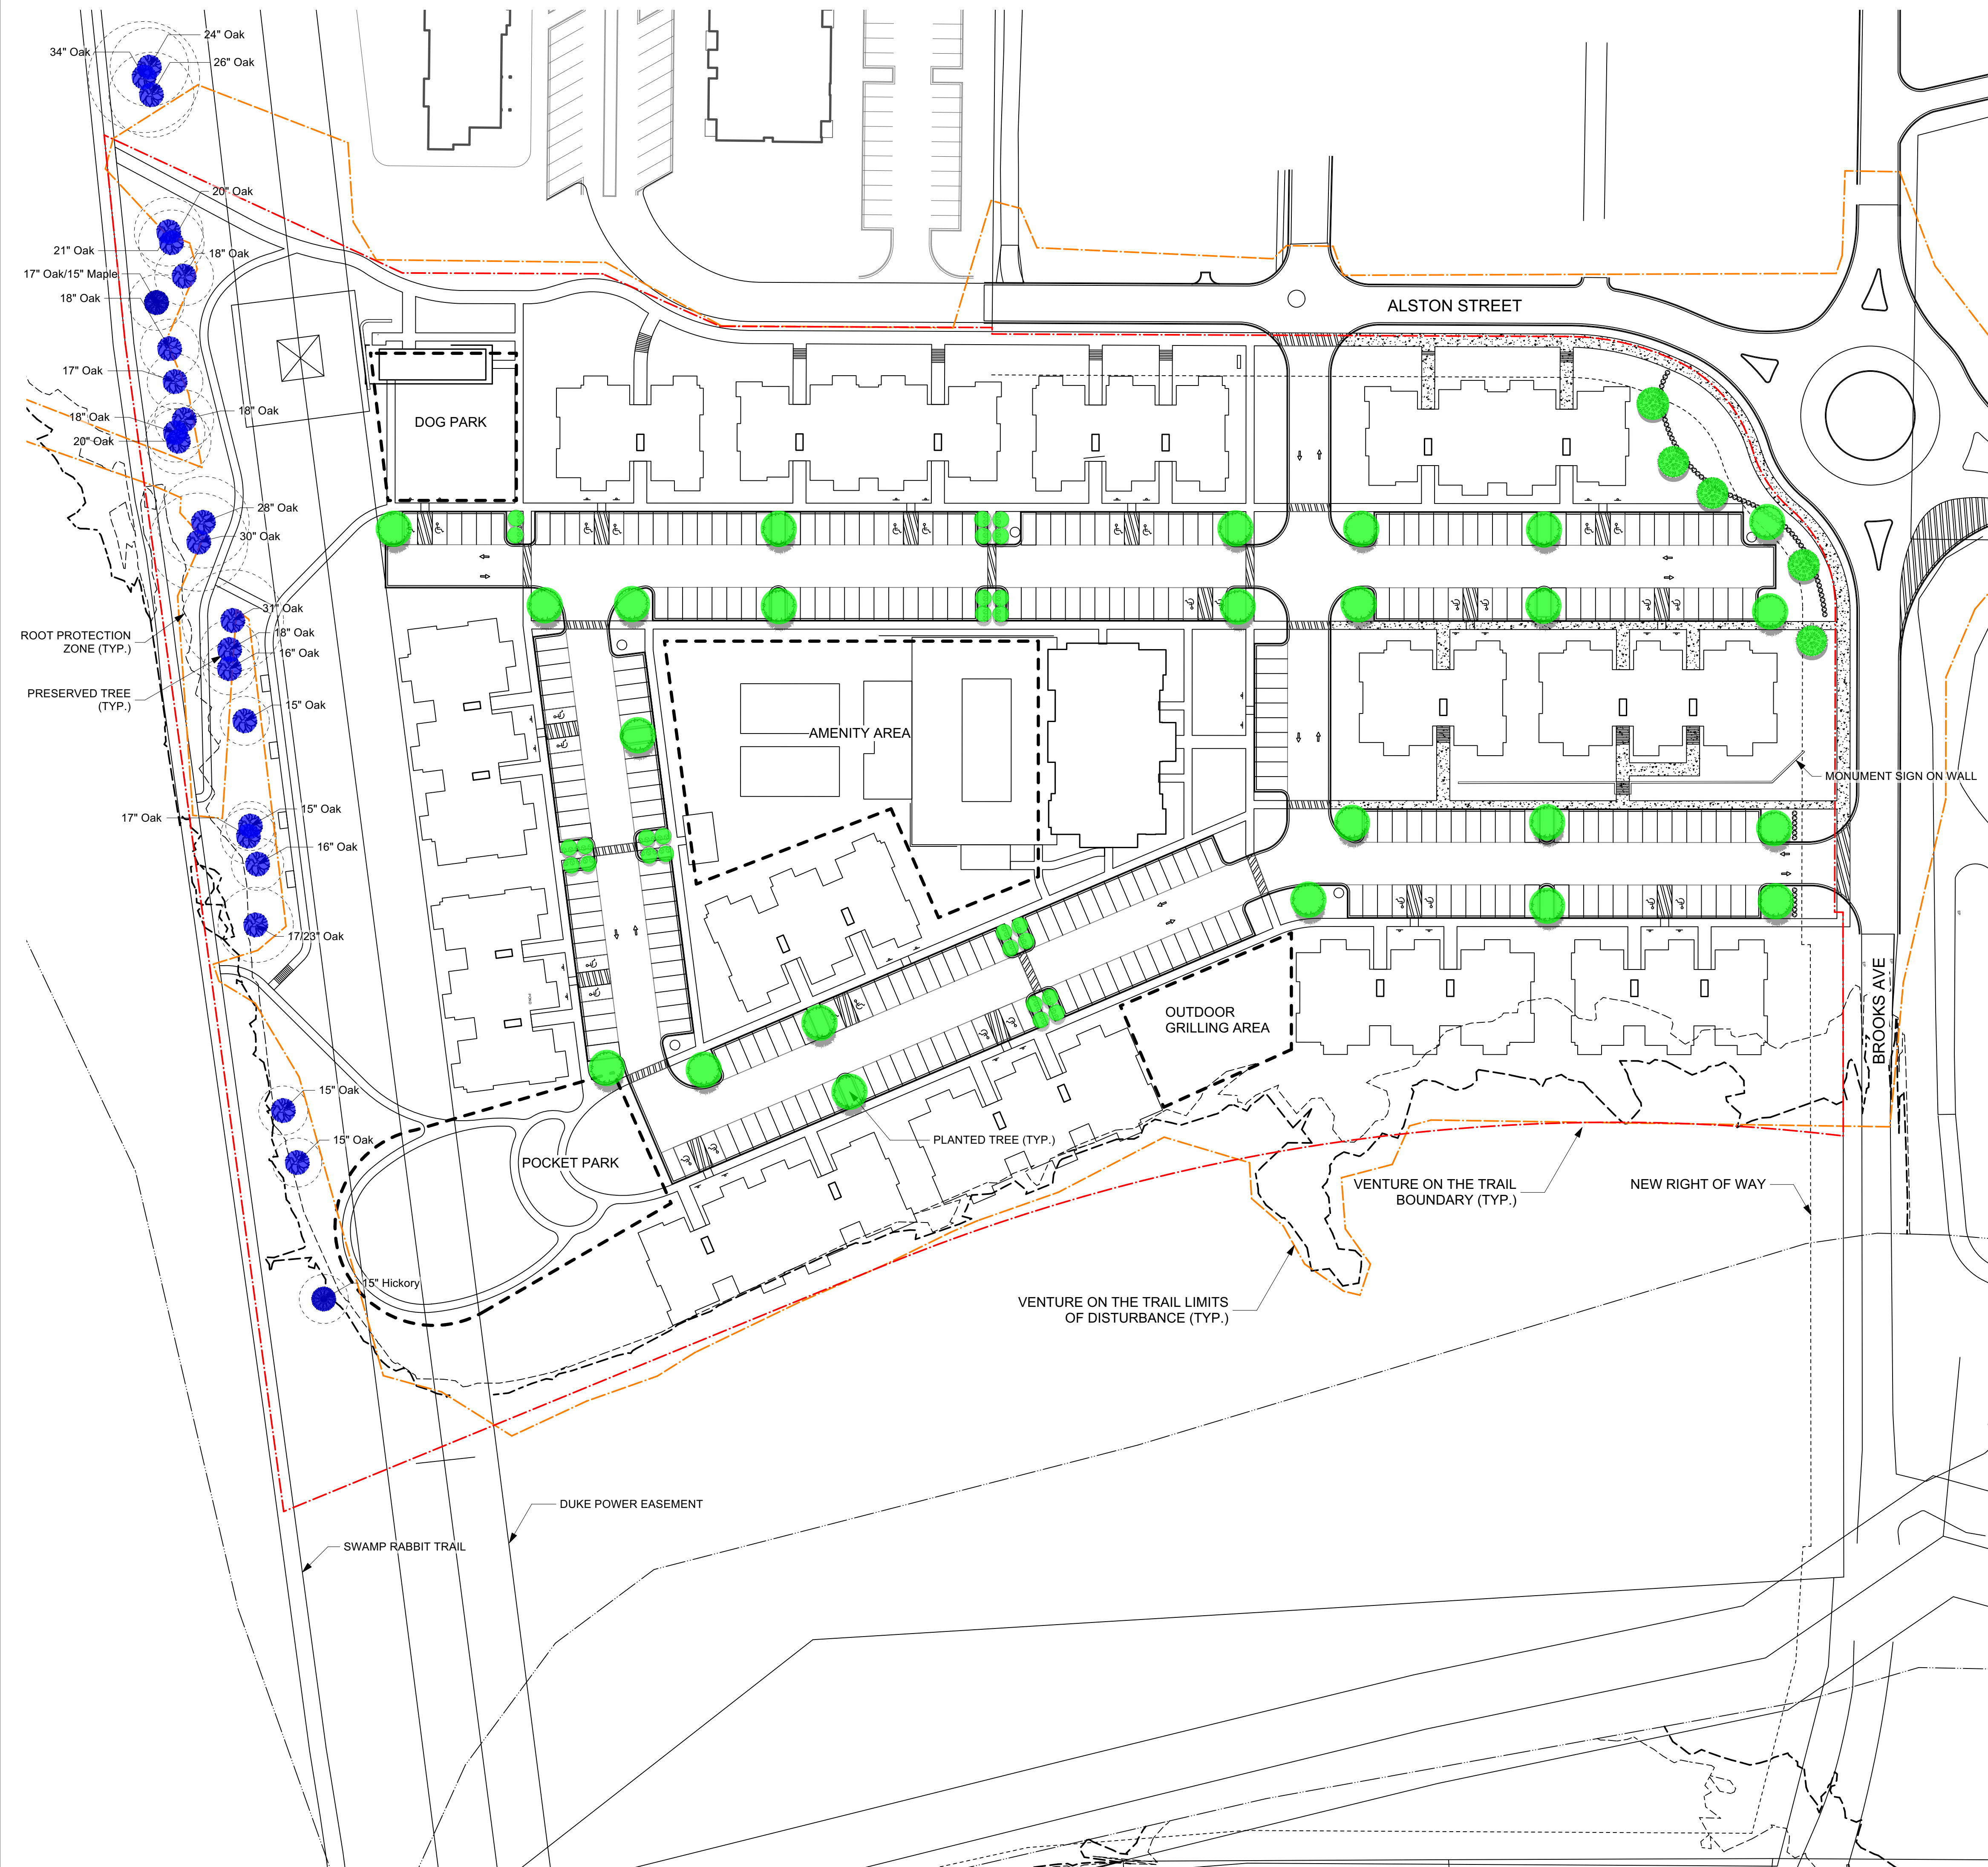 24" Oak
34" Oak
26" Oak
20" Oak
21" Oak
18" Oak
17" Oak/15" Maple
18" Oak
ALSTON STREET
17" Oak
18" Oak
18" Oak
DOG PARK
20" Oak
28" Oak
30" Oak
31" Oak
ROOT PROTECTION
ZONE (TYP.)
18" Oak
16" Oak
PRESERVED TREE
(TYP.)
15" Oak
AMENITY AREA
MONUMENT SIGN ON WALL
15" Oak
17" Oak
16" Oak
17/23" Oak
OUTDOOR
GRILLING AREA
BROOKS AVE
15" Oak
15" Oak
PLANTED TREE (TYP.)
POCKET PARK
VENTURE ON THE TRAIL
BOUNDARY (TYP.)
NEW RIGHT OF WAY
15" Hickory
VENTURE ON THE TRAIL LIMITS
OF DISTURBANCE (TYP.)
DUKE POWER EASEMENT
SWAMP RABBIT TRAIL